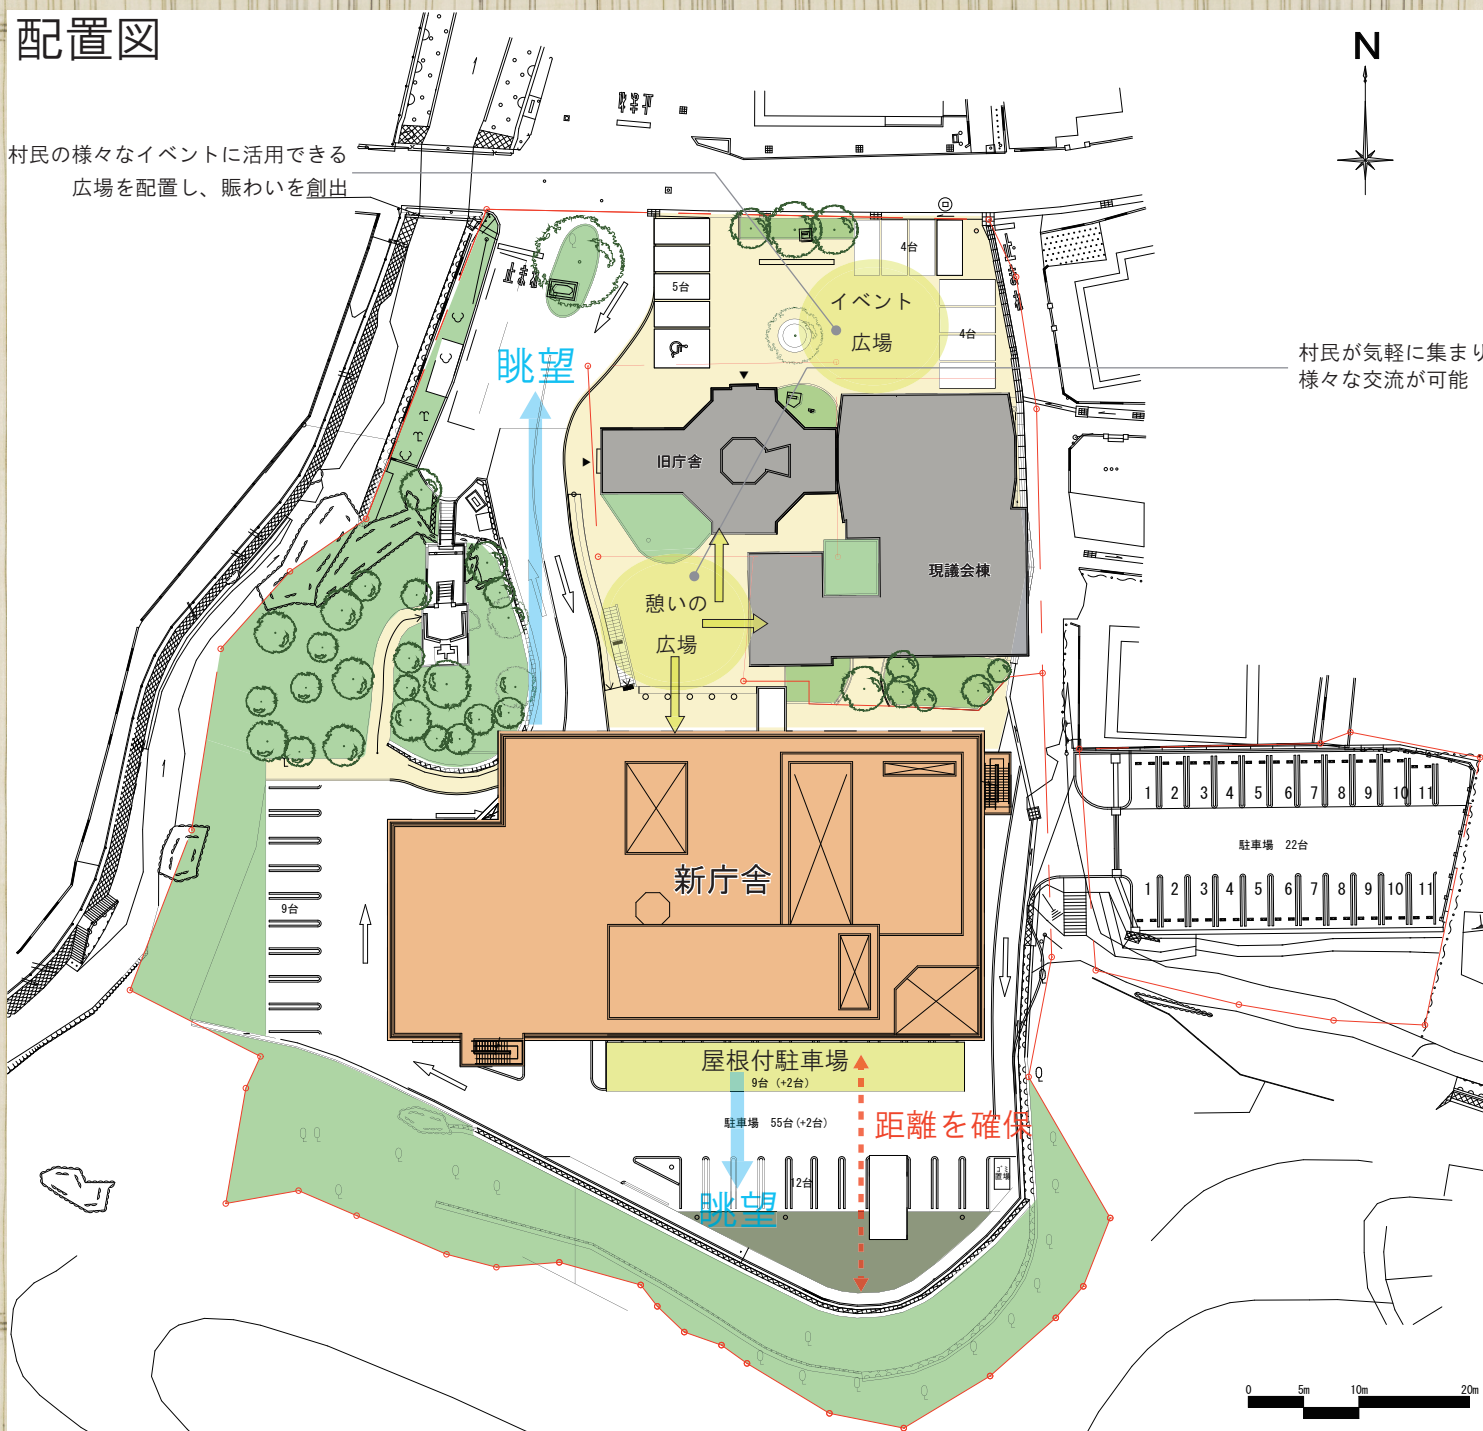 配置図
N
村民の様々なイベントに活用できる
広場を配置し、賑わいを創出
4台
5台
イベント
広場
4台
眺望
村民が気軽に集まり
様々な交流が可能
旧庁舎
現議会棟
憩いの
広場
1 2 3 4 5 6 7 8 9 10 11
駐車場 22台
1 2 3 4 5 6 7 8 9 10 11
新庁舎
9台
屋根付駐車場
9台 (+2台)
駐車場 55台(+2台)
距離を確保
12台
ゴミ
置場
眺望
0 5m 10m 20m